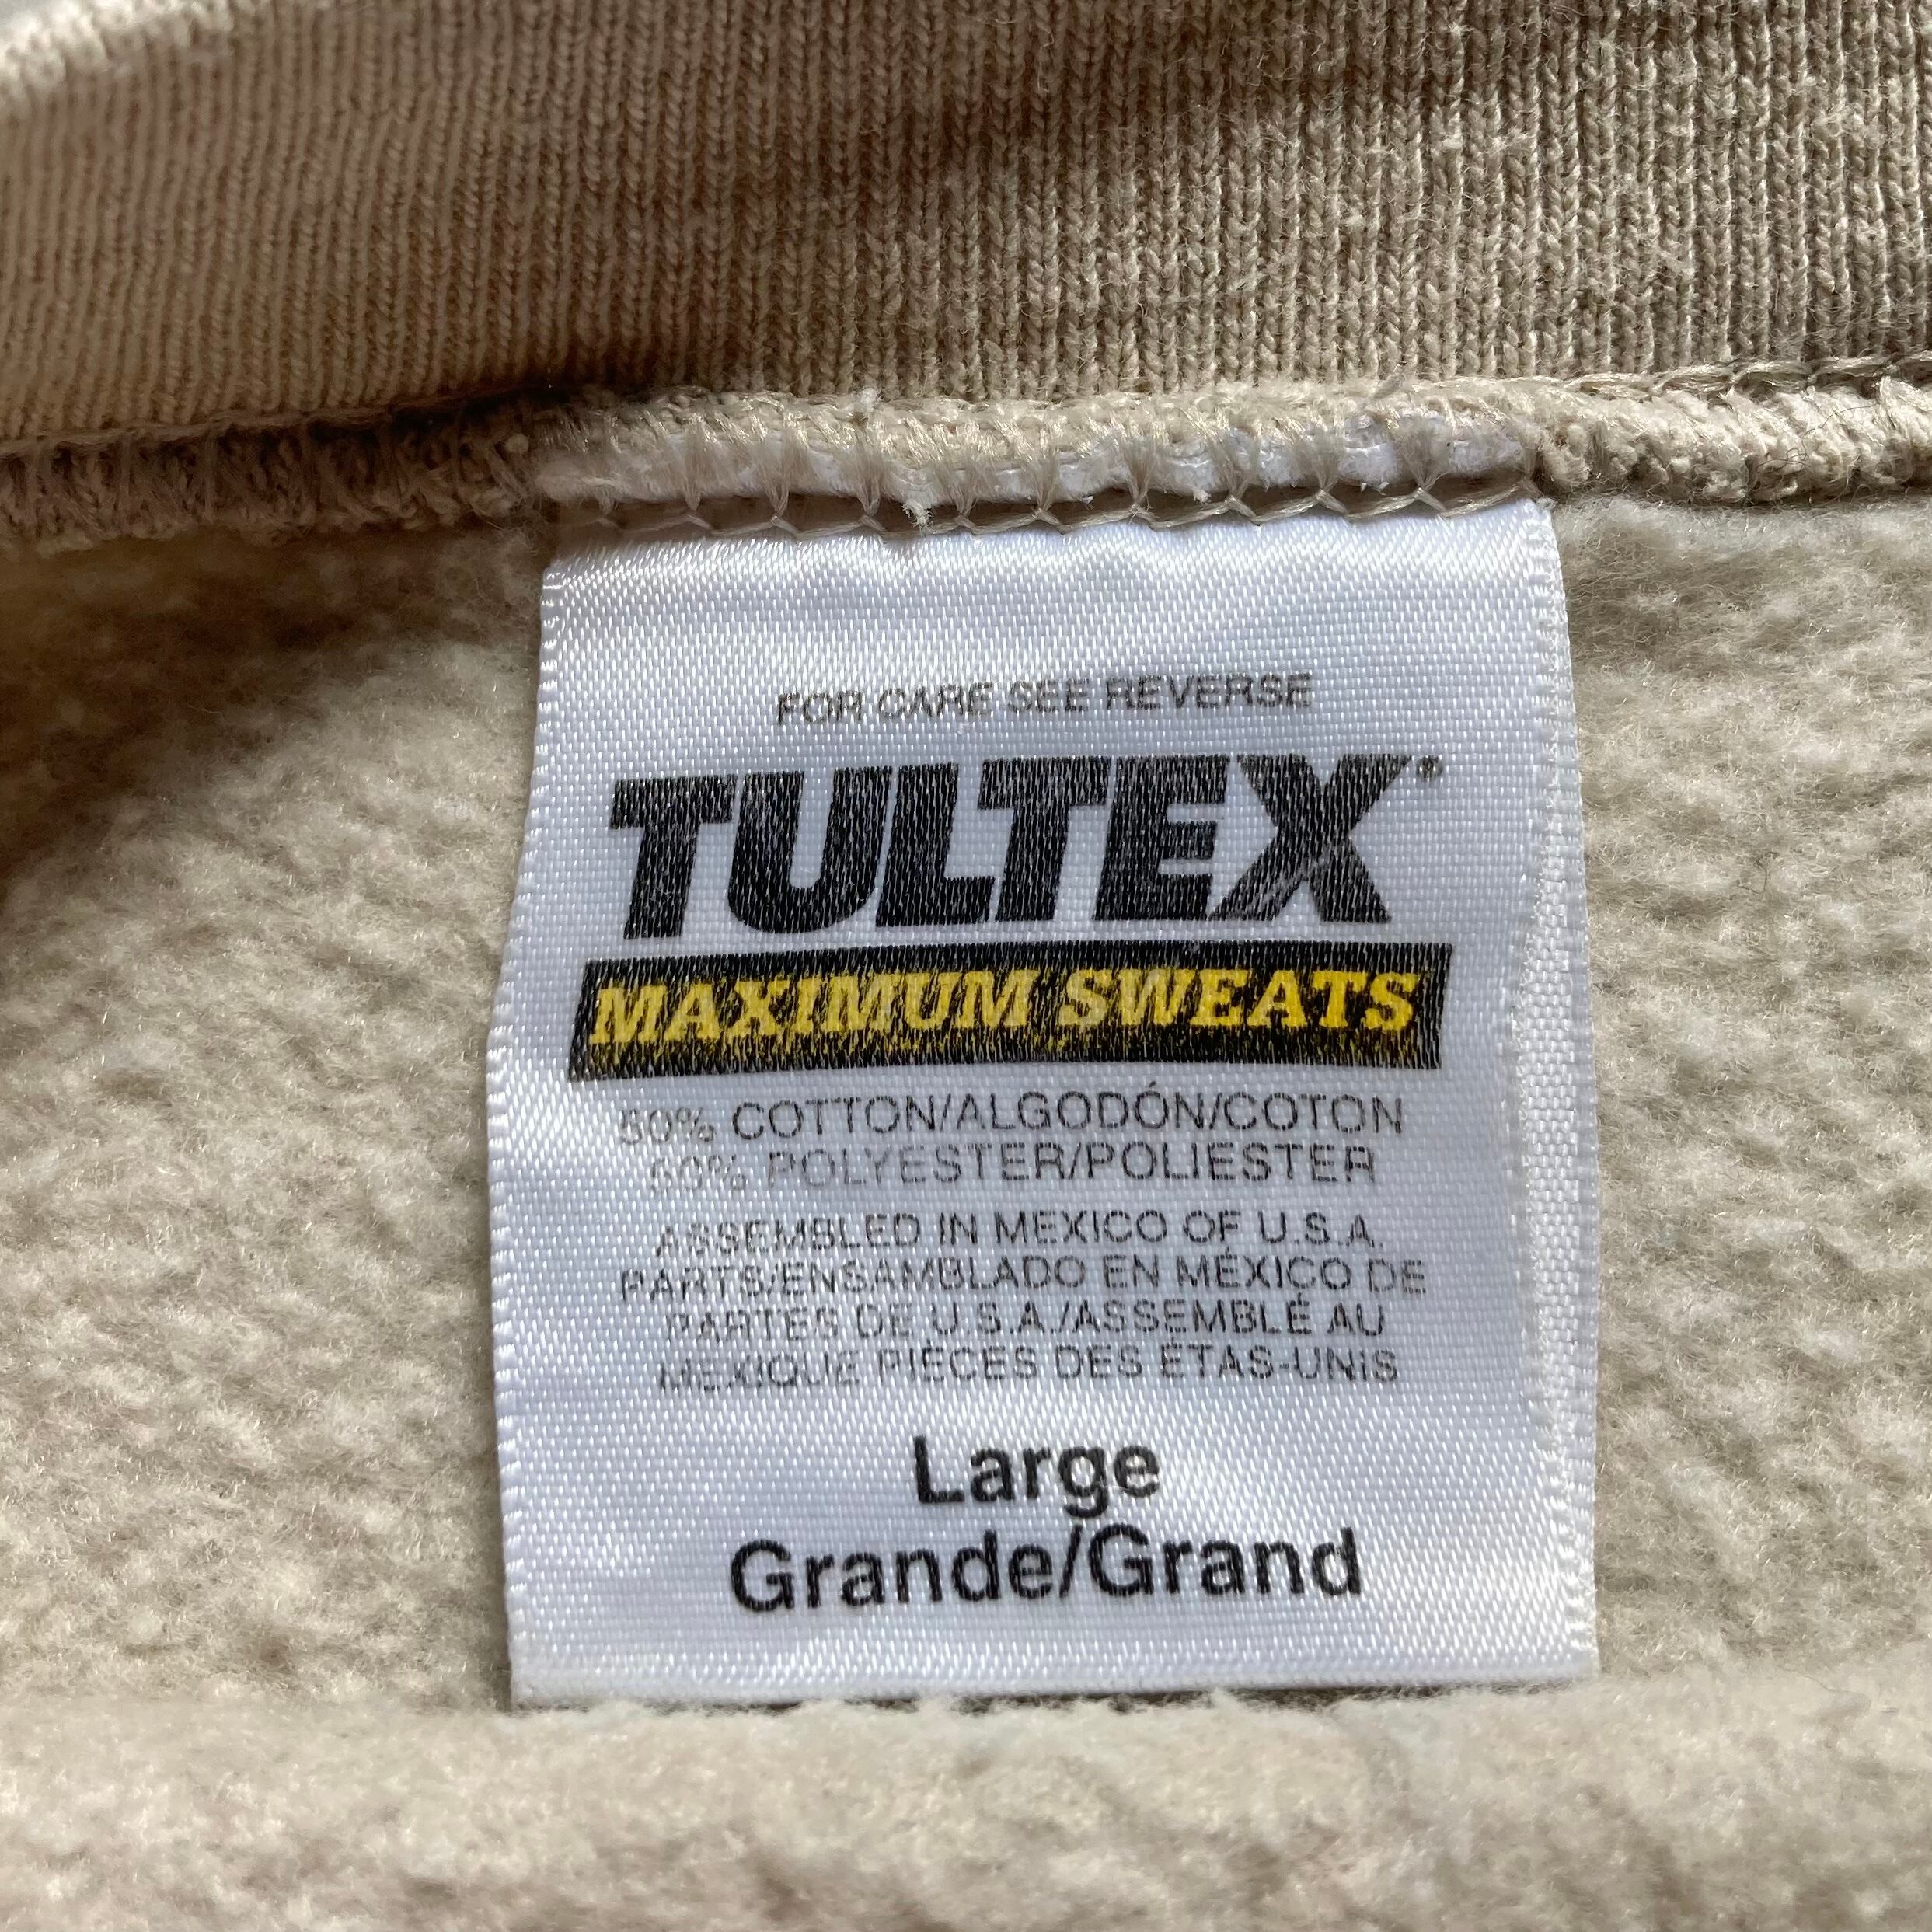 FOR CARE SEE REVERSE
TULTEX®
MAXIMUM SWEATS
50% COTTON/ALGODÓN/COTON
50% POLYESTER/POLIESTER
ASSEMBLED IN MEXICO OF U.S.A.
PARTS/ENSAMBLADO EN MÉXICO DE
PARTES DE U.S.A./ASSEMBLÉ AU
MEXIQUE PIÈCES DES ÉTAS-UNIS
Large
Grande/Grand